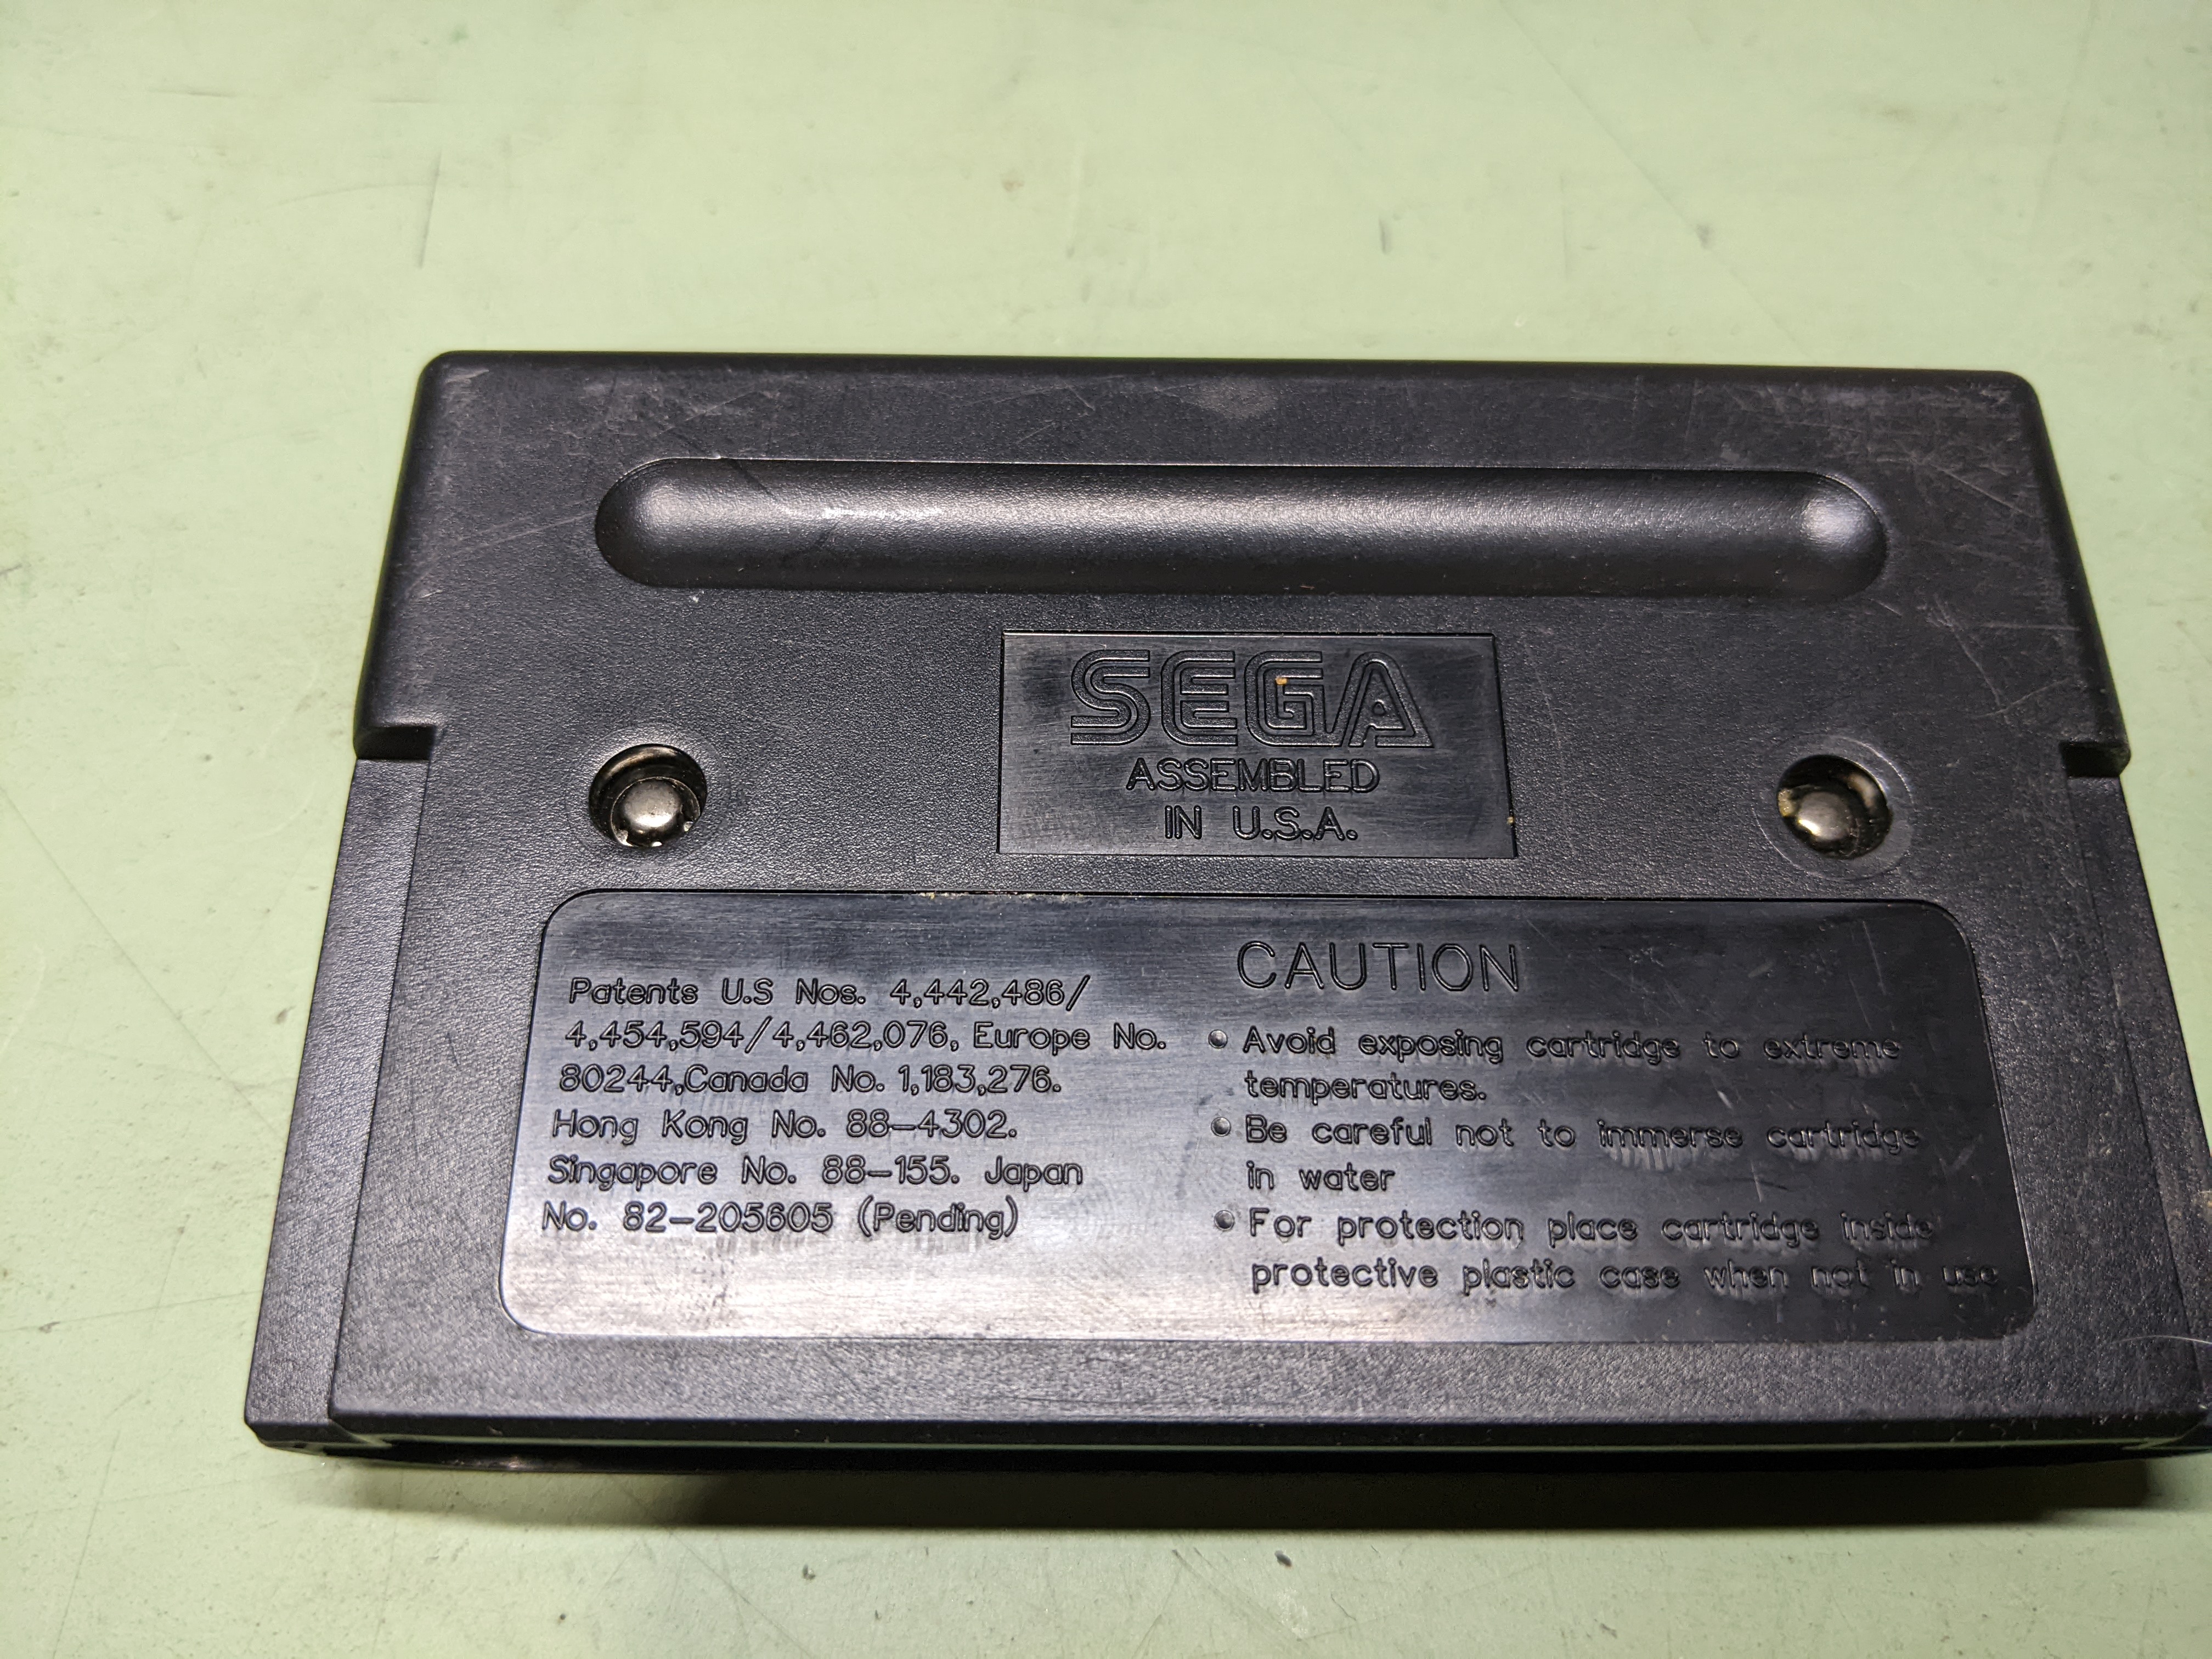 SEGA
ASSEMBLED
IN U.S.A.
Patents U.S Nos. 4,442,486/
4,454,594/4,462,076, Europe No.
80244,Canada No. 1,183,276.
Hong Kong No. 88-4302.
Singapore No. 88-155. Japan
No. 82-205605 (Pending)
CAUTION
• Avoid exposing cartridge to extreme
temperatures.
• Be careful not to immerse cartridge
in water
• For protection place cartridge inside
protective plastic case when not in use